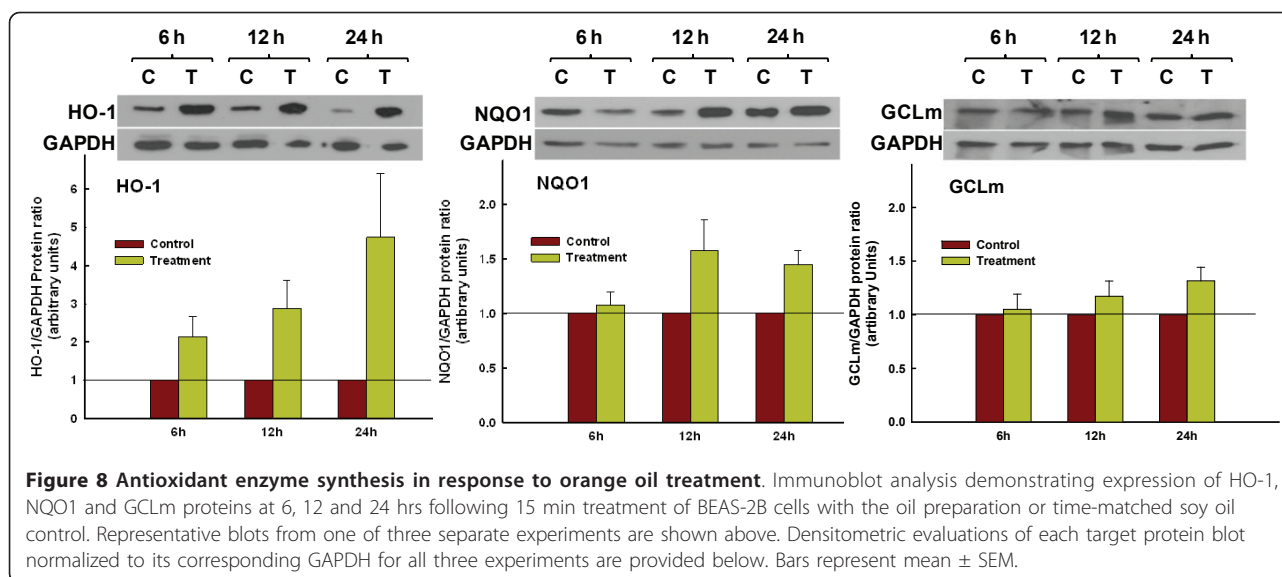 6 h 12 h 24 h
C T C T C T
HO-1
GAPDH
HO-1
HO-1/GAPDH Protein ratio
(arbitrary units)
6
5
4
3
2
1
0
Control
Treatment
6h 12h 24h
6 h 12 h 24 h
C T C T C T
NQO1
GAPDH
NQO1
NQO1/GAPDH protein ratio
(artibrary Units)
2.0
1.5
1.0
0.5
0.0
Control
Treatment
6h 12h 24h
6 h 12 h 24 h
C T C T C T
GCLm
GAPDH
GCLm
GCLm/GAPDH protein ratio
(artibrary Units)
2.0
1.5
1.0
0.5
0.0
Control
Treatment
6h 12h 24h
Figure 8 Antioxidant enzyme synthesis in response to orange oil treatment. Immunoblot analysis demonstrating expression of HO-1,
NQO1 and GCLm proteins at 6, 12 and 24 hrs following 15 min treatment of BEAS-2B cells with the oil preparation or time-matched soy oil
control. Representative blots from one of three separate experiments are shown above. Densitometric evaluations of each target protein blot
normalized to its corresponding GAPDH for all three experiments are provided below. Bars represent mean ± SEM.